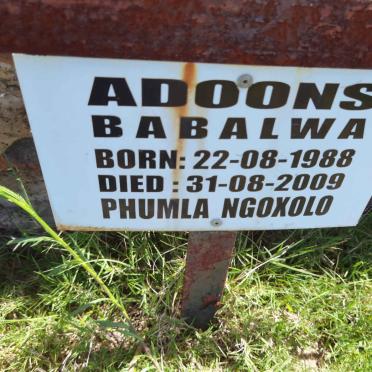 ADOONS
BABALWA
BORN: 22-08-1988
DIED : 31-08-2009
PHUMLA NGOXOLO